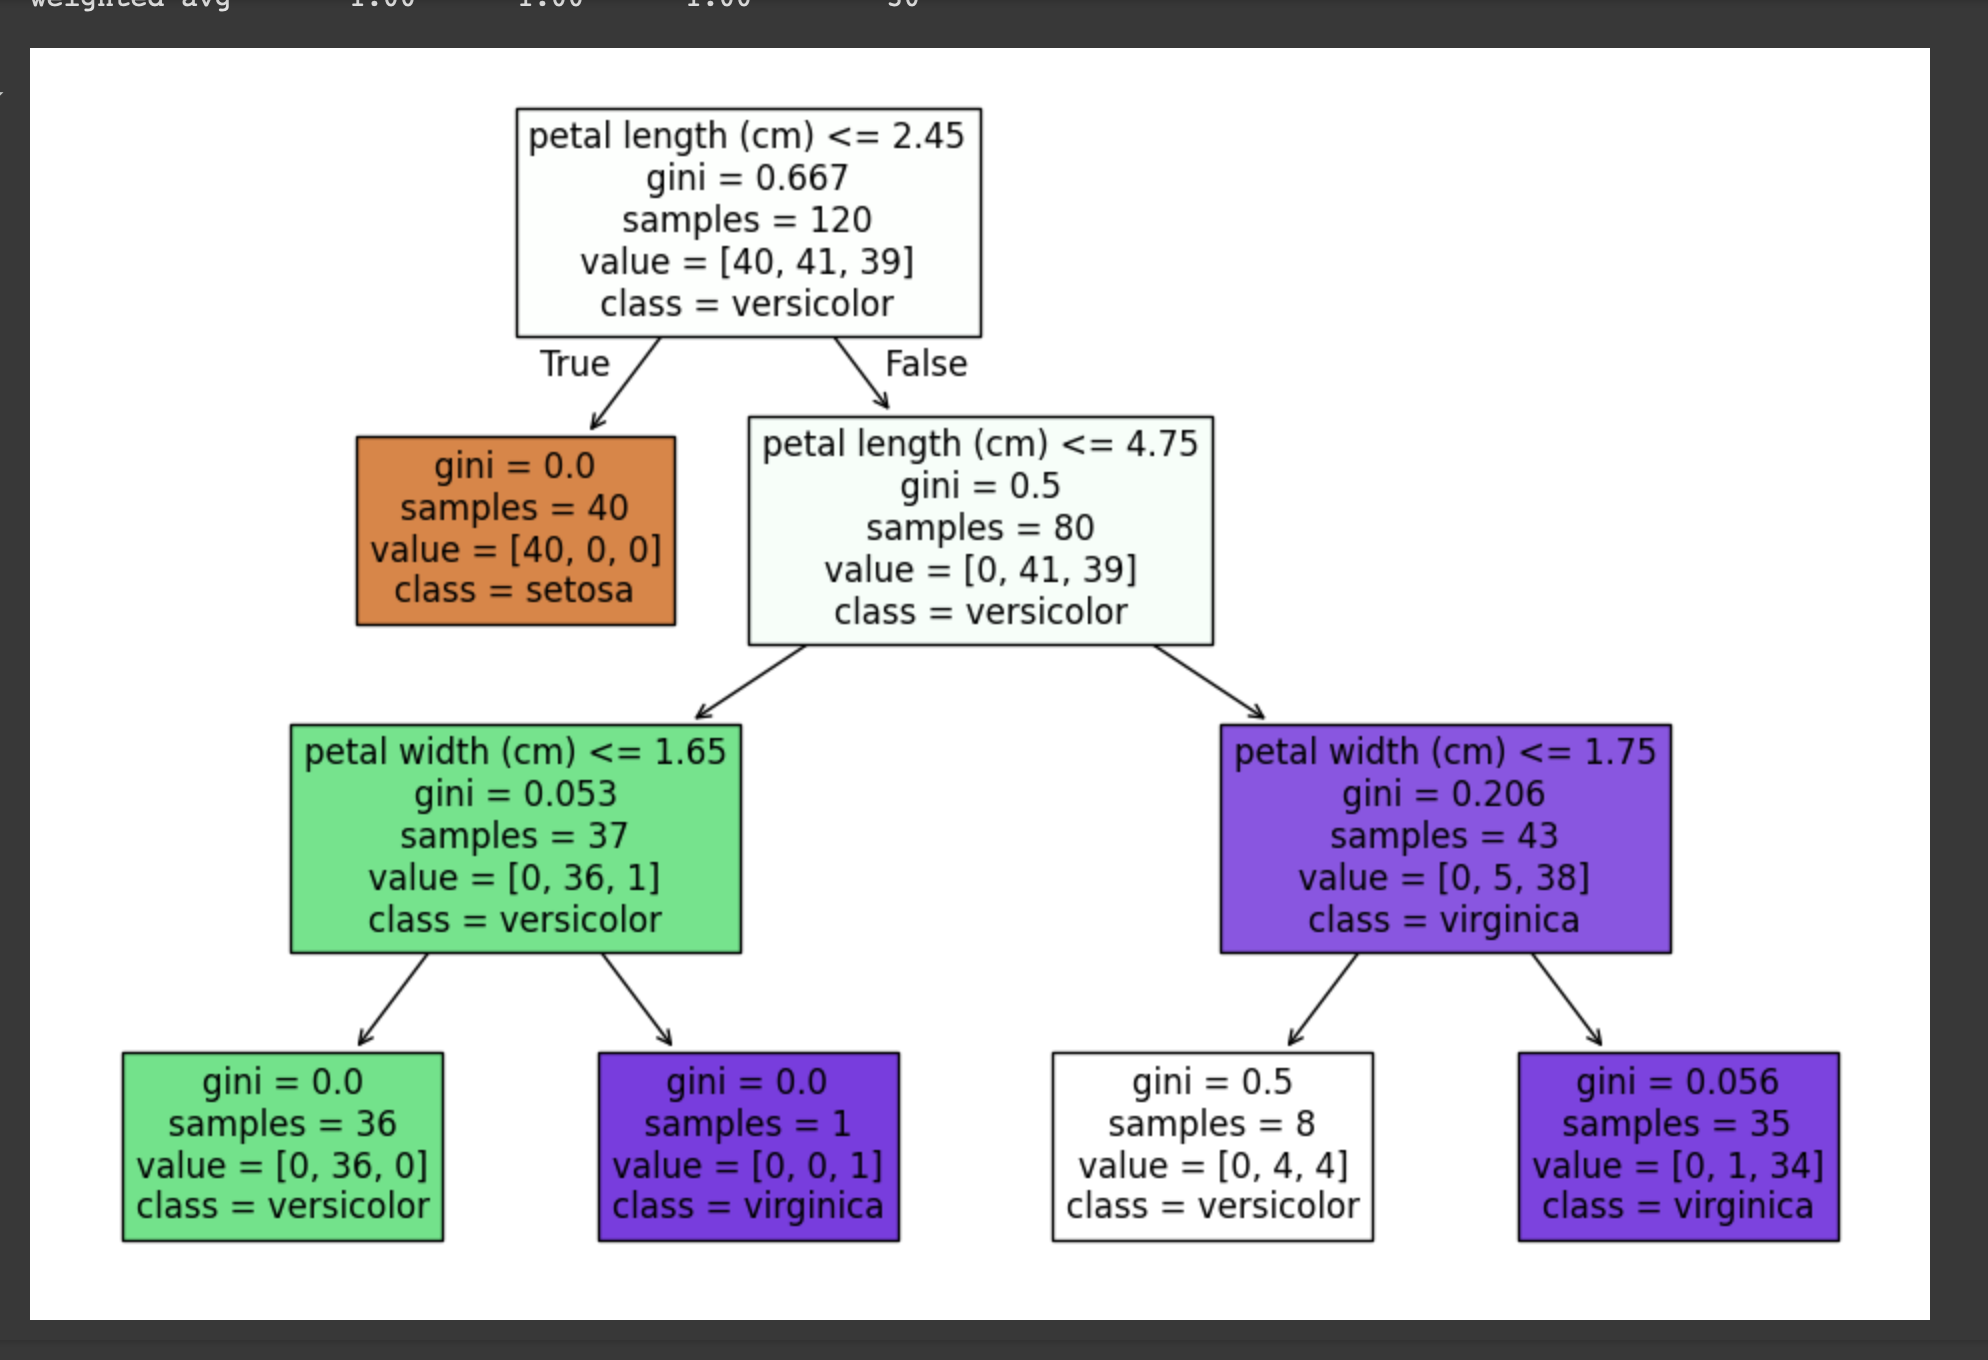 weighted avg 1.00 1.00 1.00 30
petal length (cm) <= 2.45
gini = 0.667
samples = 120
value = [40, 41, 39]
class = versicolor
True
False
gini = 0.0
samples = 40
value = [40, 0, 0]
class = setosa
petal length (cm) <= 4.75
gini = 0.5
samples = 80
value = [0, 41, 39]
class = versicolor
petal width (cm) <= 1.65
gini = 0.053
samples = 37
value = [0, 36, 1]
class = versicolor
petal width (cm) <= 1.75
gini = 0.206
samples = 43
value = [0, 5, 38]
class = virginica
gini = 0.0
samples = 36
value = [0, 36, 0]
class = versicolor
gini = 0.0
samples = 1
value = [0, 0, 1]
class = virginica
gini = 0.5
samples = 8
value = [0, 4, 4]
class = versicolor
gini = 0.056
samples = 35
value = [0, 1, 34]
class = virginica